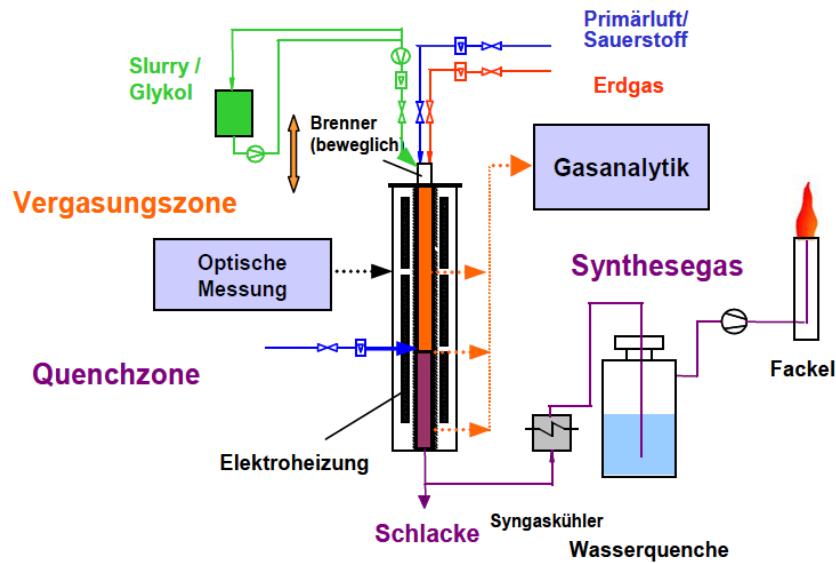 Primärluft/
Sauerstoff
Slurry /
Glykol
Erdgas
Brenner
(beweglich)
Gasanalytik
Vergasungszone
Optische
Messung
Synthesegas
Quenchzone
Fackel
Elektroheizung
Schlacke
Syngaskühler
Wasserquenche